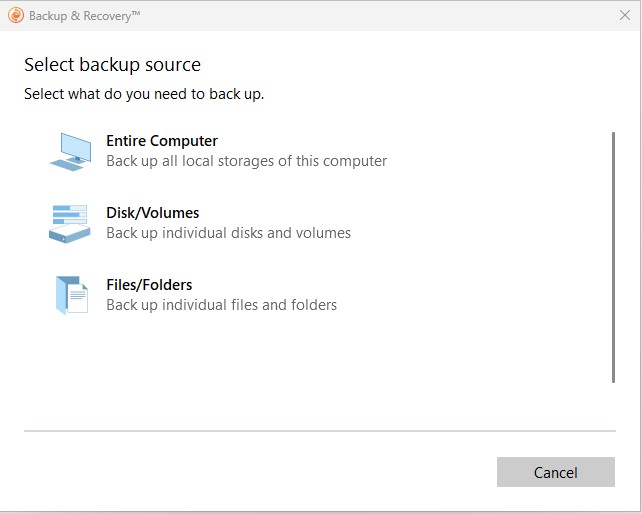 Backup & Recovery™
Select backup source
Select what do you need to back up.
Entire Computer
Back up all local storages of this computer
Disk/Volumes
Back up individual disks and volumes
Files/Folders
Back up individual files and folders
Cancel